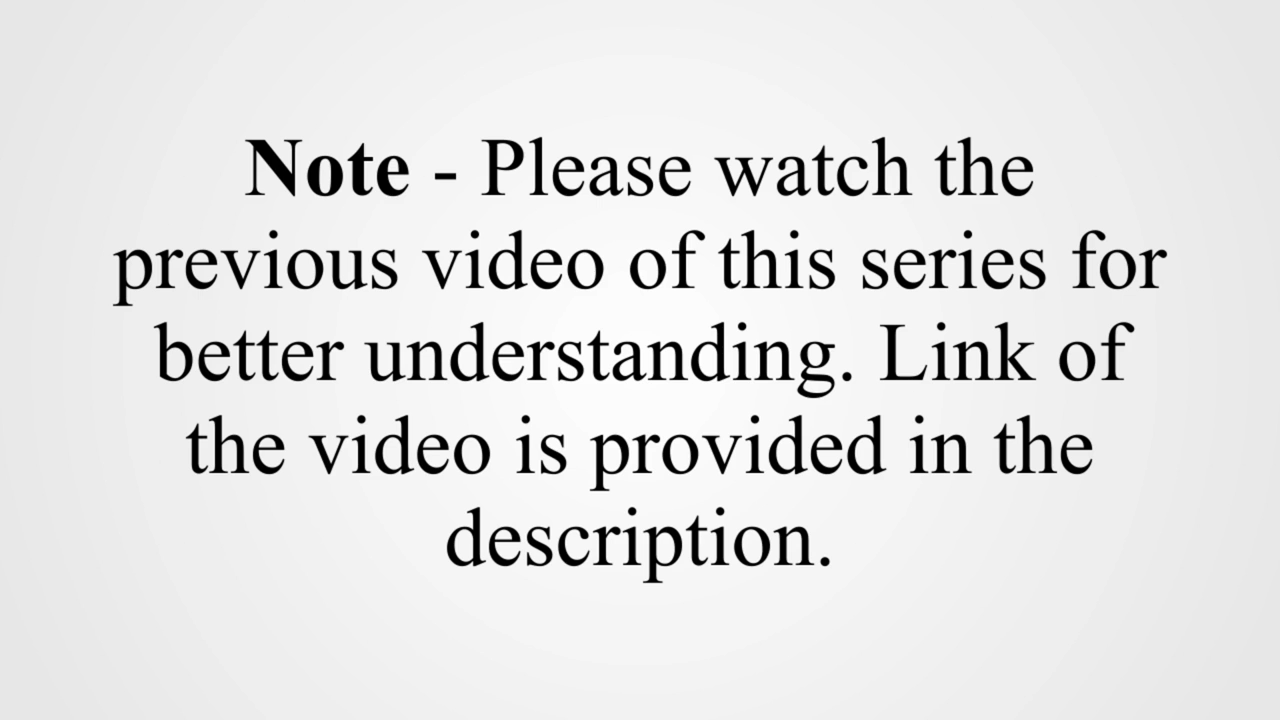 Note - Please watch the
previous video of this series for
better understanding. Link of
the video is provided in the
description.